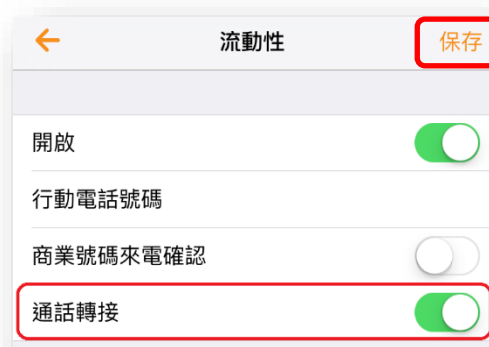 流動性 保存
開啟
行動電話號碼
商業號碼來電確認
通話轉接